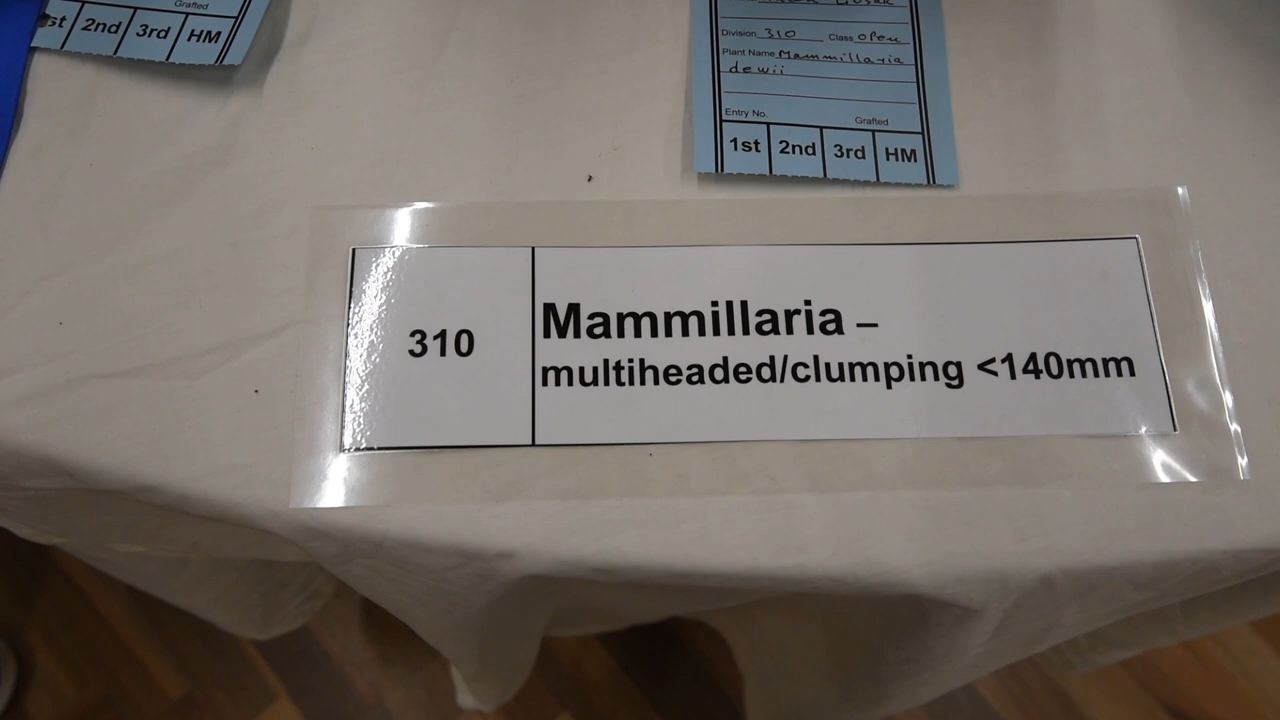 Grafted
st 2nd 3rd HM
Division 310 Class open
Plant Name Mammillaria
dewii
Entry No. Grafted
1st 2nd 3rd HM
310
Mammillaria –
multiheaded/clumping <140mm